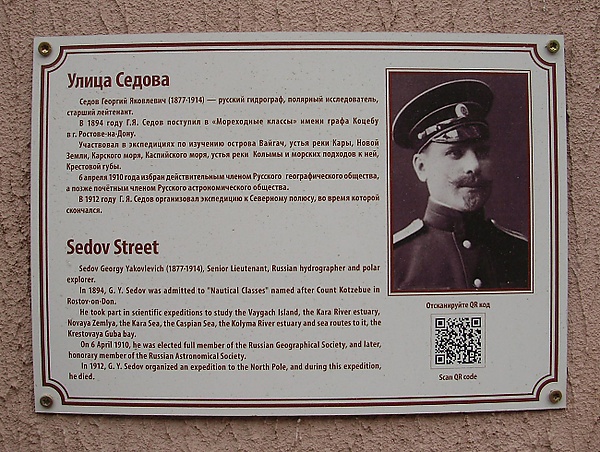 Улица Седова
Седов Георгий Яковлевич (1877-1914) — русский гидрограф, полярный исследователь,
старший лейтенант.
В 1894 году Г.Я. Седов поступил в «Мореходные классы» имени графа Коцебу
в г. Ростове-на-Дону.
Участвовал в экспедициях по изучению острова Вайгач, устья реки Кары, Новой
Земли, Карского моря, Каспийского моря, устья реки Колымы и морских подходов к ней,
Крестовой губы.
6 апреля 1910 года избран действительным членом Русского географического общества,
а позже почётным членом Русского астрономического общества.
В 1912 году Г. Я. Седов организовал экспедицию к Северному полюсу, во время которой
скончался.
Sedov Street
Sedov Georgy Yakovlevich (1877-1914), Senior Lieutenant, Russian hydrographer and polar
explorer.
In 1894, G. Y. Sedov was admitted to "Nautical Classes" named after Count Kotzebue in
Rostov-on-Don.
He took part in scientific expeditions to study the Vaygach Island, the Kara River estuary,
Novaya Zemlya, the Kara Sea, the Caspian Sea, the Kolyma River estuary and sea routes to it, the
Krestovaya Guba bay.
On 6 April 1910, he was elected full member of the Russian Geographical Society, and later,
honorary member of the Russian Astronomical Society.
In 1912, G. Y. Sedov organized an expedition to the North Pole, and during this expedition,
he died.
Отсканируйте QR код
Scan QR code